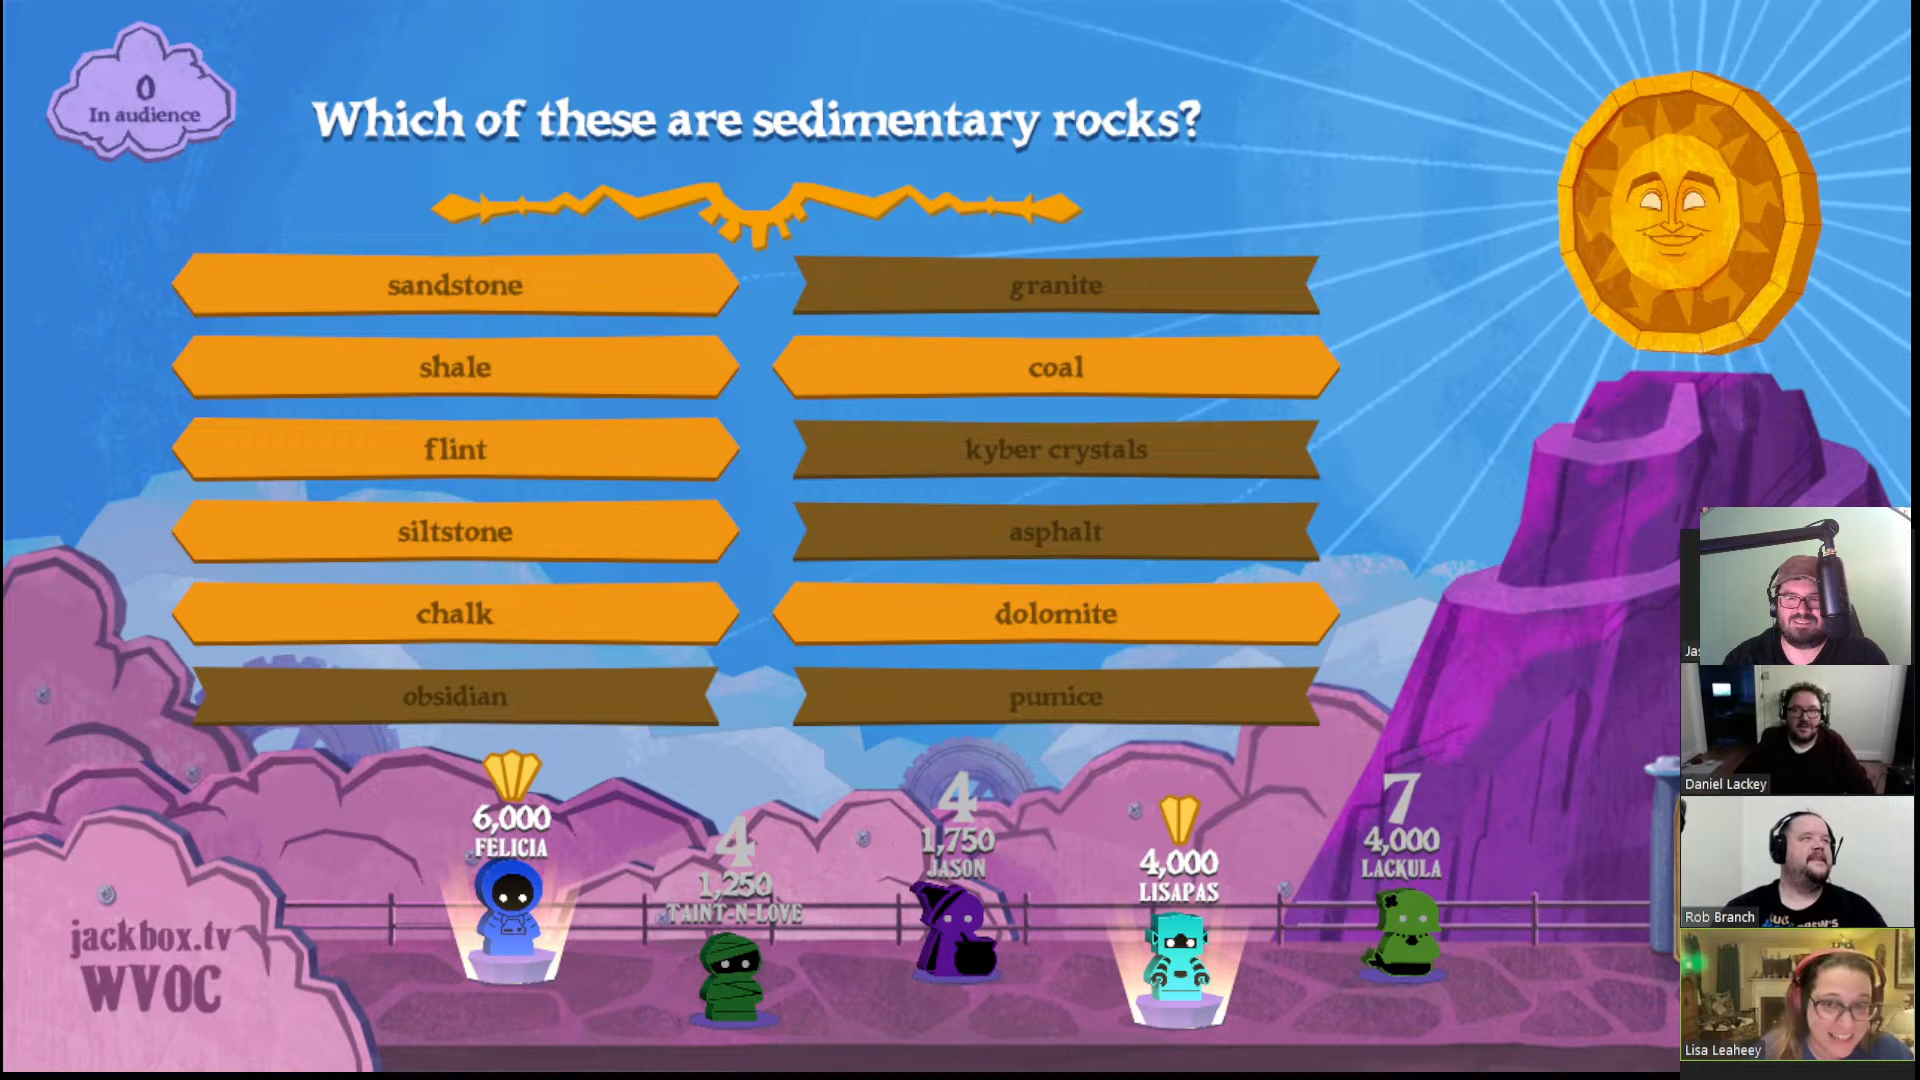 0
In audience
Which of these are sedimentary rocks?
sandstone
granite
shale
coal
flint
kyber crystals
siltstone
asphalt
chalk
dolomite
obsidian
pumice
6,000
FELICIA
4
1,250
TAINT-N-LOVE
4
1,750
JASON
4,000
LISAPAS
7
4,000
LACKULA
jackbox.tv
WVOC
Jas
Daniel Lackey
Rob Branch
Lisa Leaheey